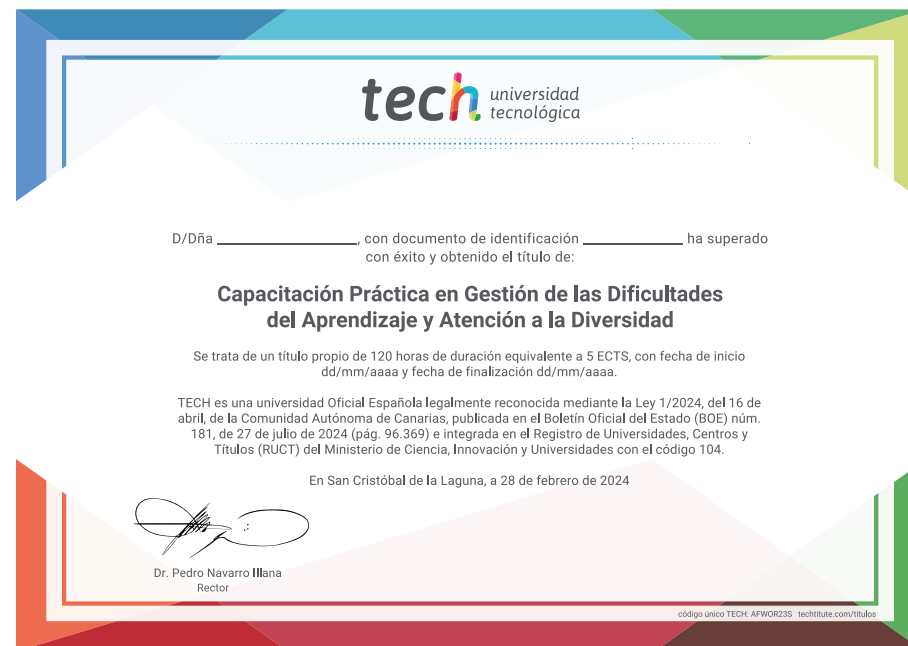 tech universidad
tecnológica
D/Dña ____________________, con documento de identificación ______________ ha superado
con éxito y obtenido el título de:
Capacitación Práctica en Gestión de las Dificultades
del Aprendizaje y Atención a la Diversidad
Se trata de un título propio de 120 horas de duración equivalente a 5 ECTS, con fecha de inicio
dd/mm/aaaa y fecha de finalización dd/mm/aaaa.
TECH es una universidad Oficial Española legalmente reconocida mediante la Ley 1/2024, del 16 de
abril, de la Comunidad Autónoma de Canarias, publicada en el Boletín Oficial del Estado (BOE) núm.
181, de 27 de julio de 2024 (pág. 96.369) e integrada en el Registro de Universidades, Centros y
Títulos (RUCT) del Ministerio de Ciencia, Innovación y Universidades con el código 104.
En San Cristóbal de la Laguna, a 28 de febrero de 2024
Dr. Pedro Navarro Illana
Rector
código único TECH: AFWOR23S techtitute.com/titulos